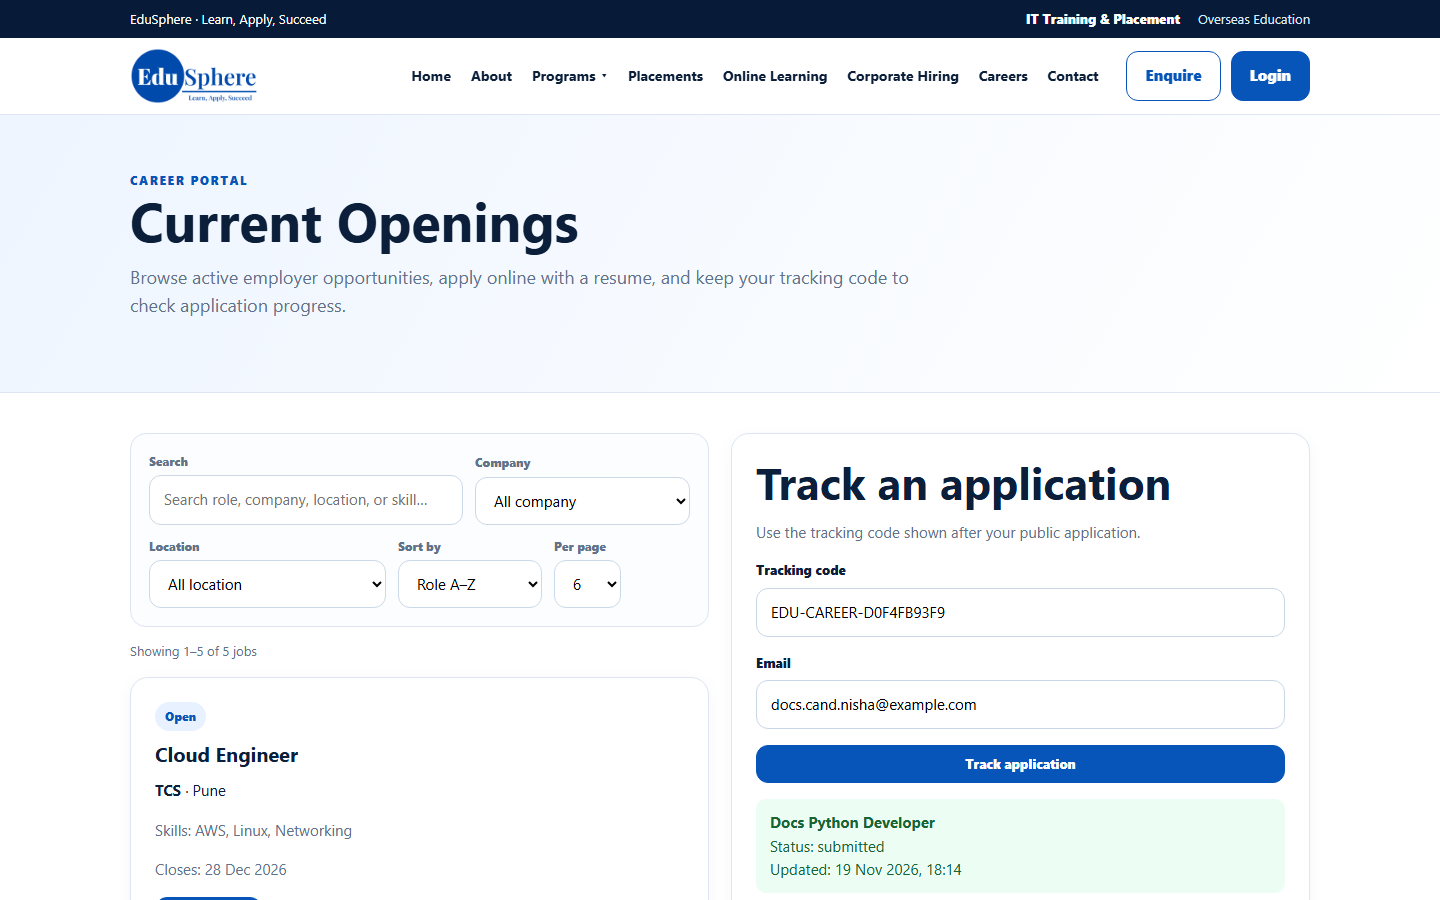 EduSphere · Learn, Apply, Succeed
IT Training & Placement
Overseas Education
EduSphere
Learn, Apply, Succeed
Home
About
Programs
Placements
Online Learning
Corporate Hiring
Careers
Contact
Enquire
Login
CAREER PORTAL
Current Openings
Browse active employer opportunities, apply online with a resume, and keep your tracking code to
check application progress.
Search
Search role, company, location, or skill...
Company
All company
Location
All location
Sort by
Role A–Z
Per page
6
Showing 1–5 of 5 jobs
Open
Cloud Engineer
TCS · Pune
Skills: AWS, Linux, Networking
Closes: 28 Dec 2026
Track an application
Use the tracking code shown after your public application.
Tracking code
EDU-CAREER-D0F4FB93F9
Email
docs.cand.nisha@example.com
Track application
Docs Python Developer
Status: submitted
Updated: 19 Nov 2026, 18:14